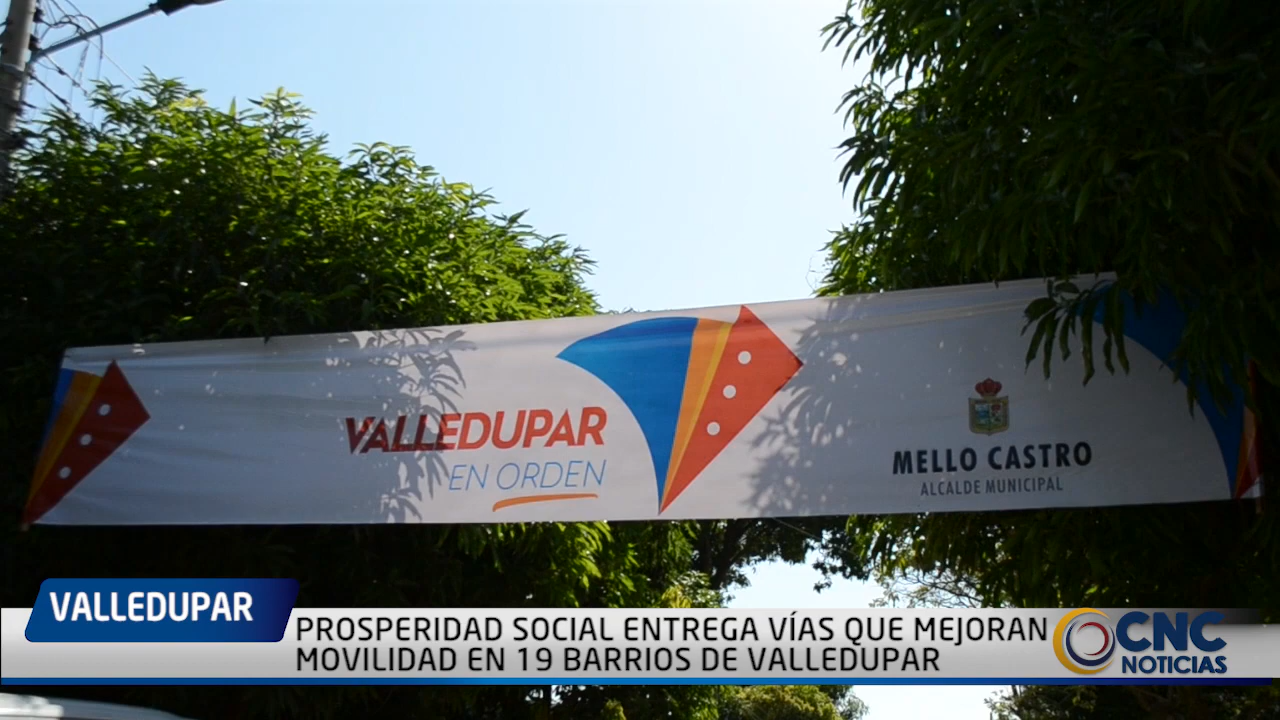 VALLEDUPAR
EN ORDEN
MELLO CASTRO
ALCALDE MUNICIPAL
VALLEDUPAR
PROSPERIDAD SOCIAL ENTREGA VÍAS QUE MEJORAN
MOVILIDAD EN 19 BARRIOS DE VALLEDUPAR
CNC
NOTICIAS